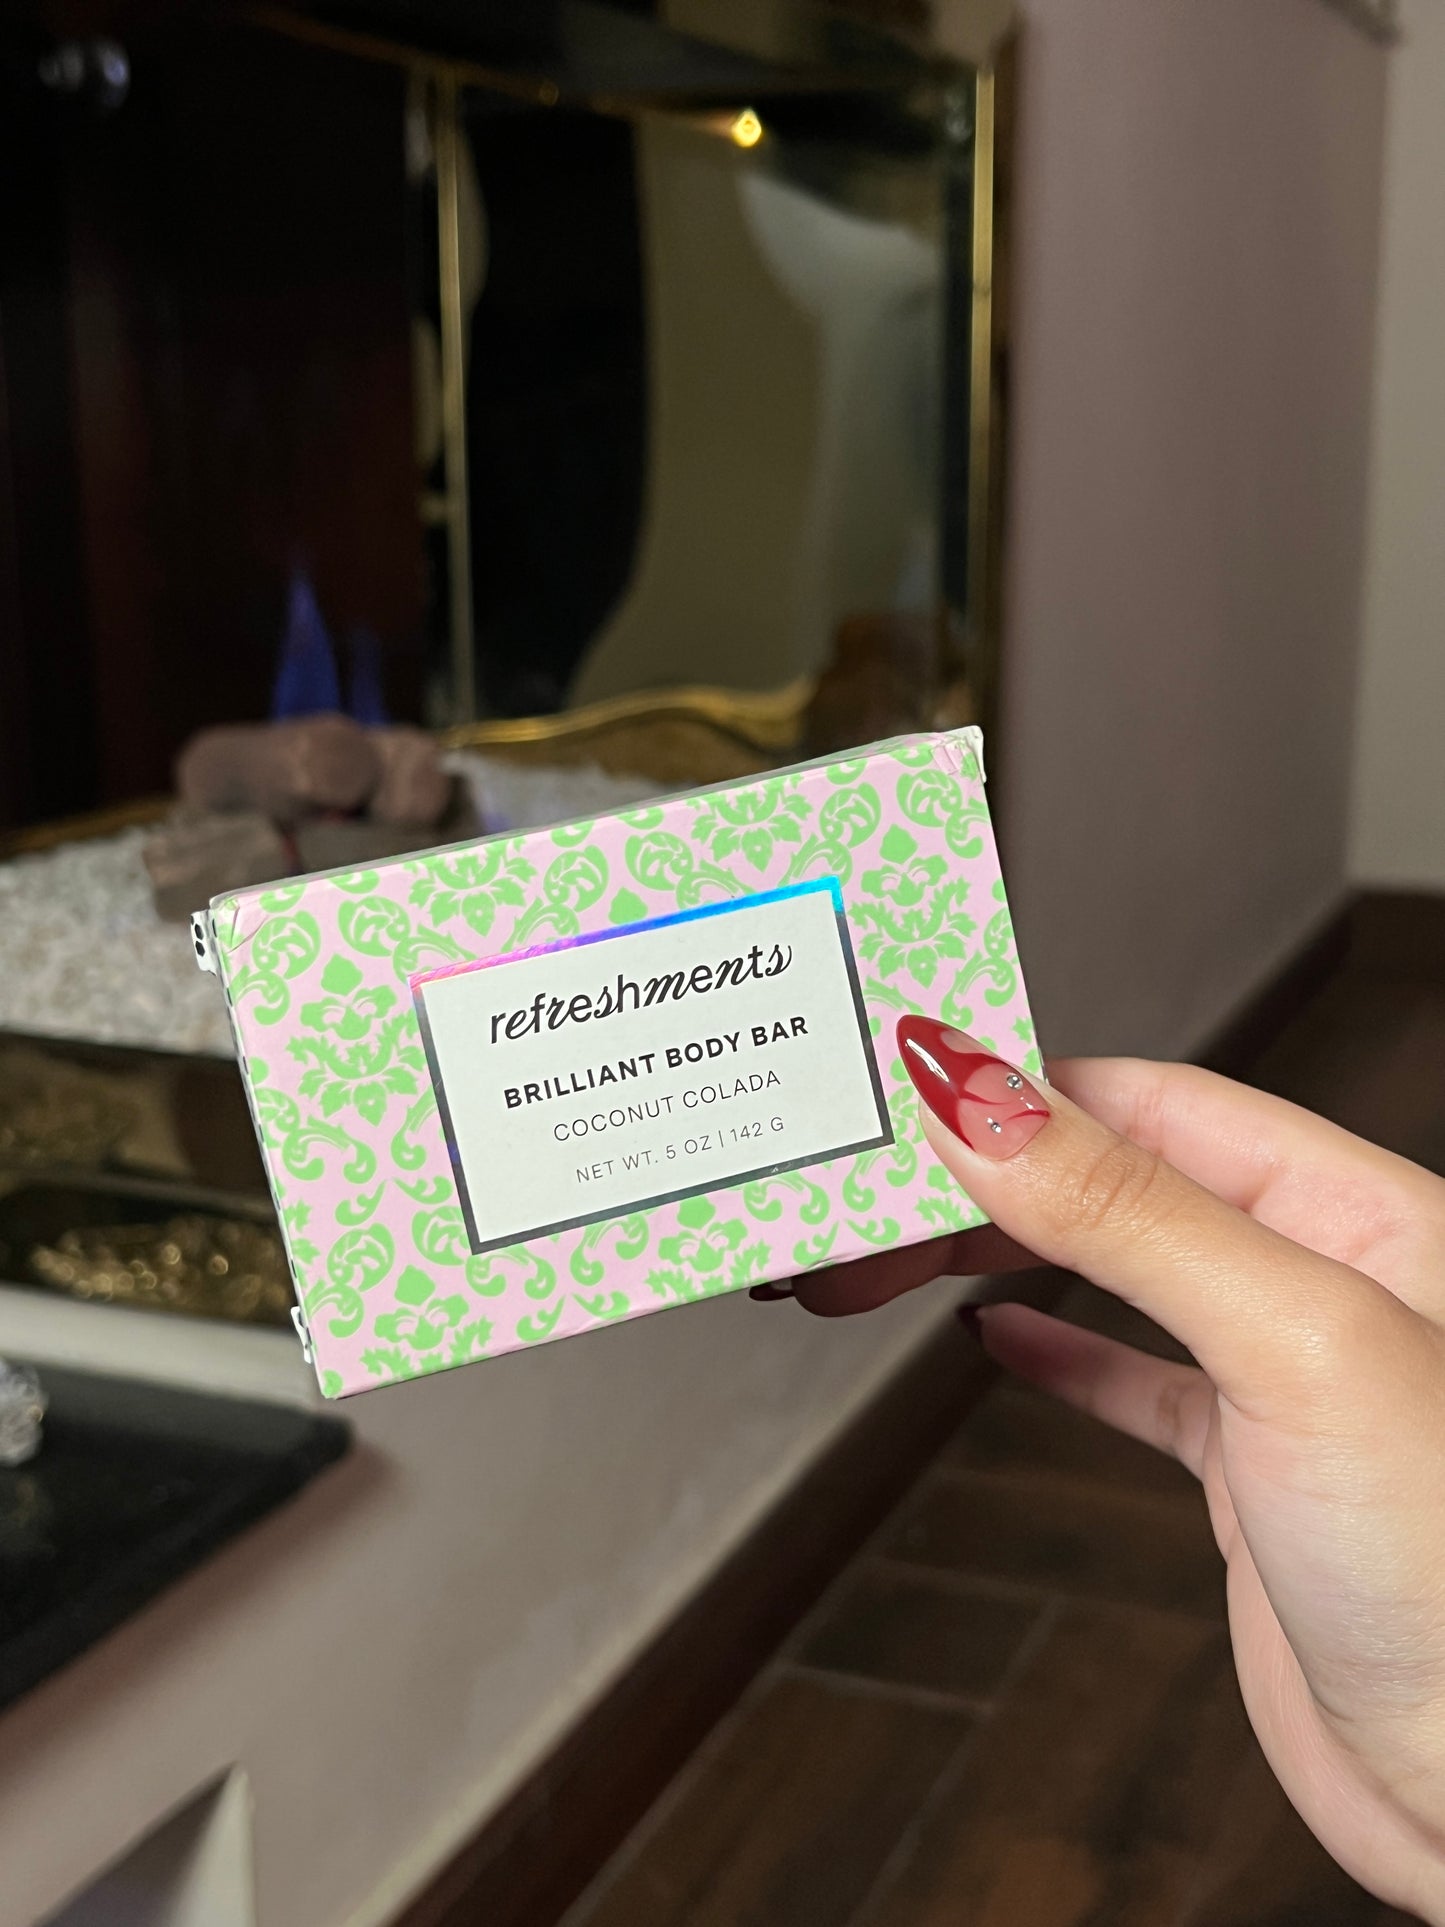 refreshments
BRILLIANT BODY BAR
COCONUT COLADA
NET WT. 5 OZ | 142 G